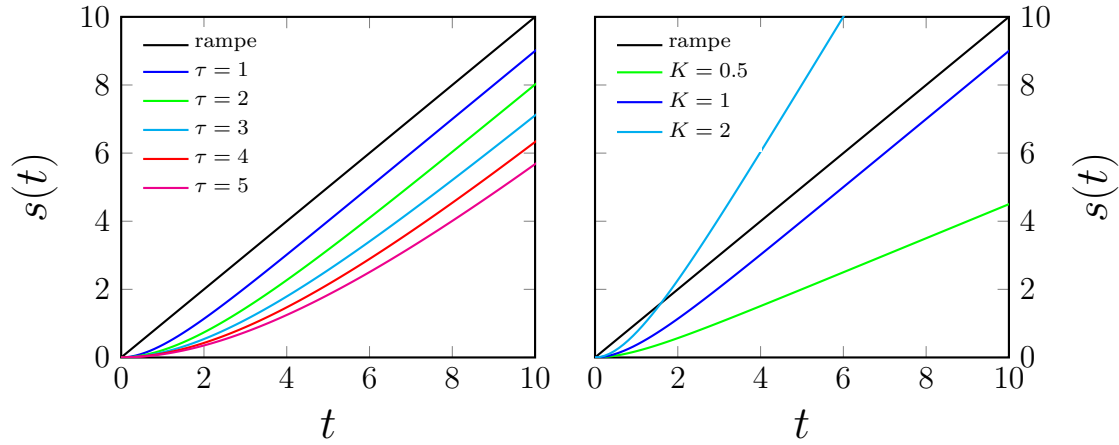 10
8
6
4
2
0
s(t)
rampe
τ = 1
τ = 2
τ = 3
τ = 4
τ = 5
0 2 4 6 8 10
t
rampe
K = 0.5
K = 1
K = 2
0 2 4 6 8 10
t
10
8
6
4
2
0
s(t)